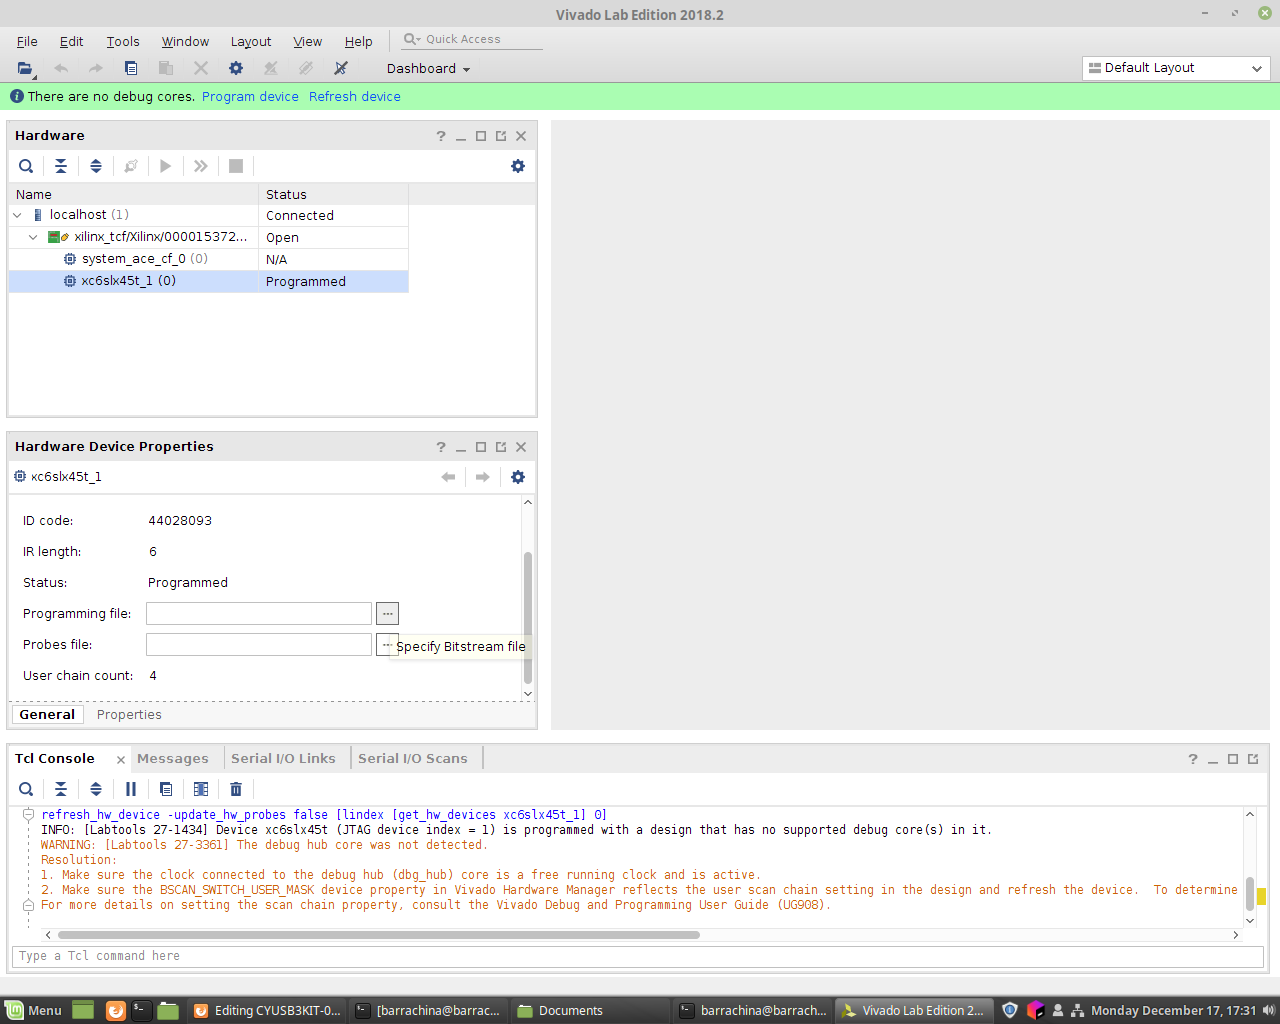 Vivado Lab Edition 2018.2
File Edit Tools Window Layout View Help Quick Access
Dashboard Default Layout
There are no debug cores. Program device Refresh device
Hardware
Name Status
localhost (1) Connected
xilinx_tcf/Xilinx/000015372... Open
system_ace_cf_0 (0) N/A
xc6slx45t_1 (0) Programmed
Hardware Device Properties
xc6slx45t_1
ID code: 44028093
IR length: 6
Status: Programmed
Programming file: ...
Probes file: ... Specify Bitstream file
User chain count: 4
General Properties
Tcl Console Messages Serial I/O Links Serial I/O Scans
refresh_hw_device -update_hw_probes false [lindex [get_hw_devices xc6slx45t_1] 0]
INFO: [Labtools 27-1434] Device xc6slx45t (JTAG device index = 1) is programmed with a design that has no supported debug core(s) in it.
WARNING: [Labtools 27-3361] The debug hub core was not detected.
Resolution:
1. Make sure the clock connected to the debug hub (dbg_hub) core is a free running clock and is active.
2. Make sure the BSCAN_SWITCH_USER_MASK device property in Vivado Hardware Manager reflects the user scan chain setting in the design and refresh the device. To determine
For more details on setting the scan chain property, consult the Vivado Debug and Programming User Guide (UG908).
Type a Tcl command here
Menu Editing CYUSB3KIT-0... [barrachina@barrac... Documents barrachina@barrach... Vivado Lab Edition 2... Monday December 17, 17:31